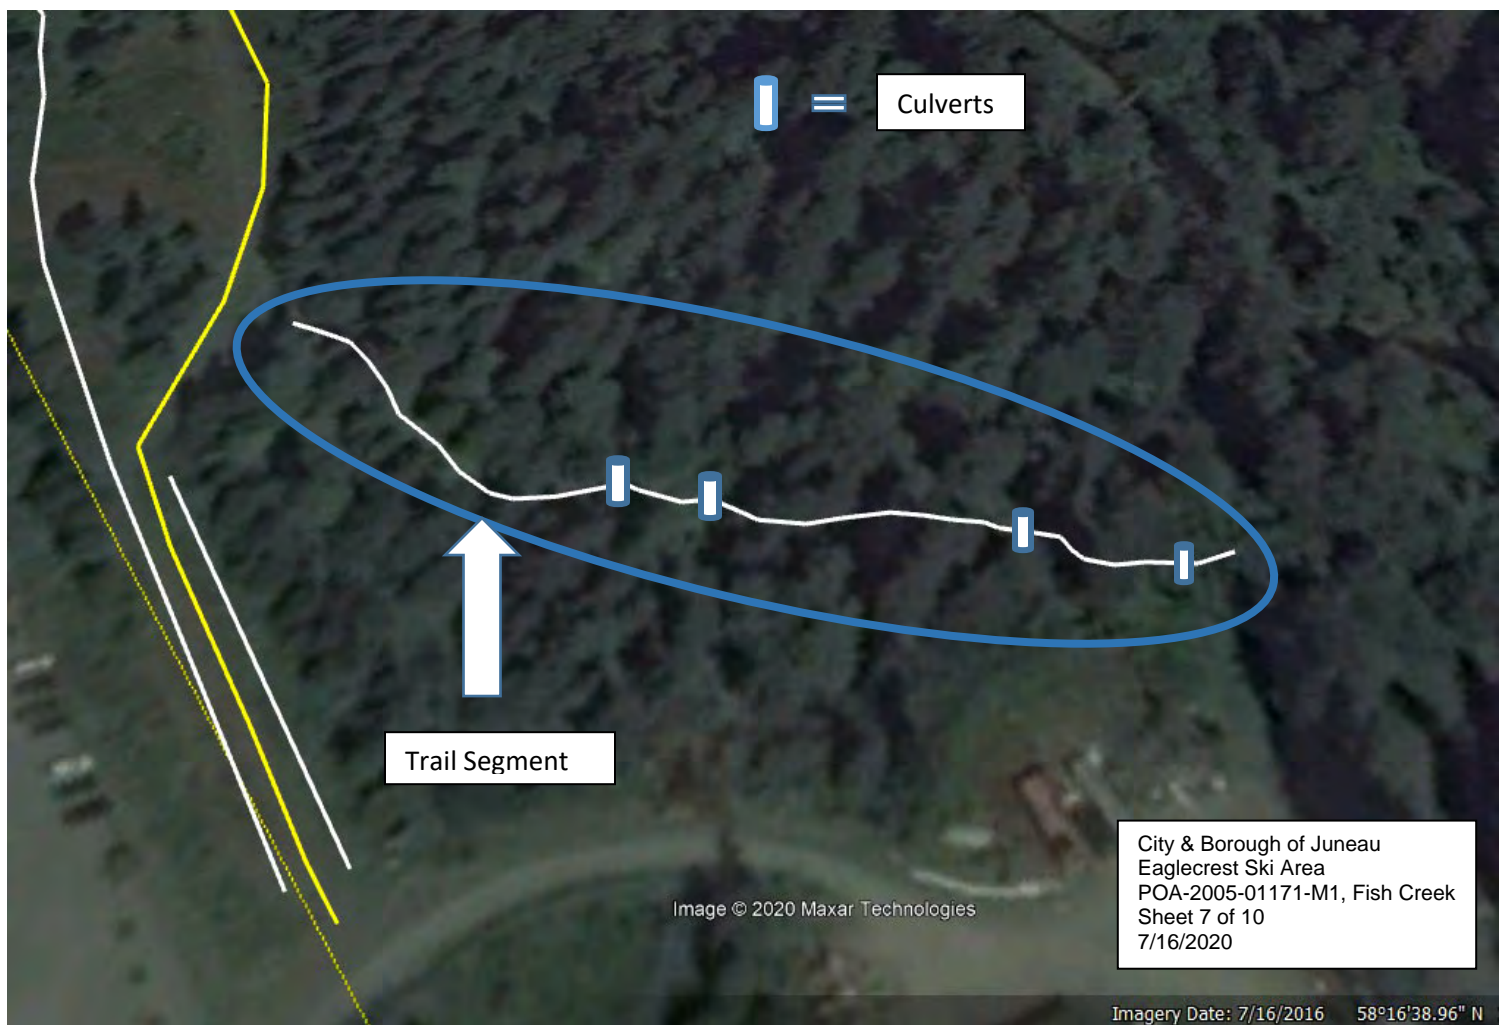 Culverts
Trail Segment
City & Borough of Juneau
Eaglecrest Ski Area
POA-2005-01171-M1, Fish Creek
Sheet 7 of 10
7/16/2020
Image © 2020 Maxar Technologies
Imagery Date: 7/16/2016 58°16'38.96" N